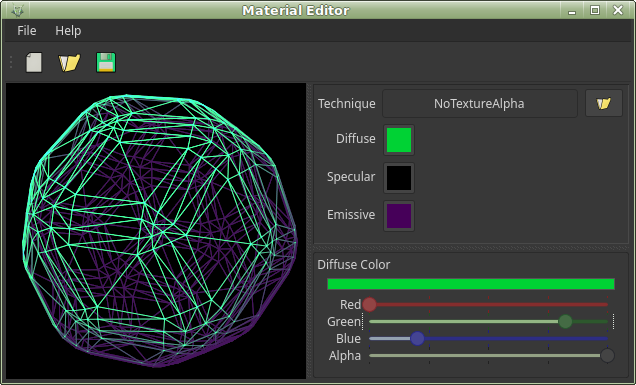 Material Editor
File Help
Technique NoTextureAlpha
Diffuse
Specular
Emissive
Diffuse Color
Red
Green
Blue
Alpha